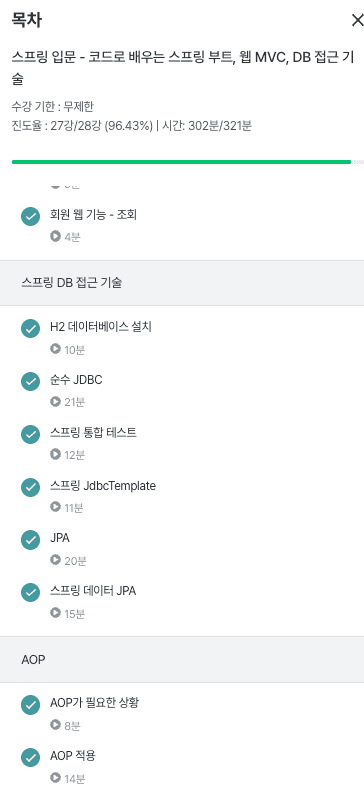 목차
스프링 입문 - 코드로 배우는 스프링 부트, 웹 MVC, DB 접근 기
술
수강 기한 : 무제한
진도율 : 27강/28강 (96.43%) | 시간: 302분/321분
회원 웹 기능 - 조회
4분
스프링 DB 접근 기술
H2 데이터베이스 설치
10분
순수 JDBC
21분
스프링 통합 테스트
12분
스프링 JdbcTemplate
11분
JPA
20분
스프링 데이터 JPA
15분
AOP
AOP가 필요한 상황
8분
AOP 적용
14분